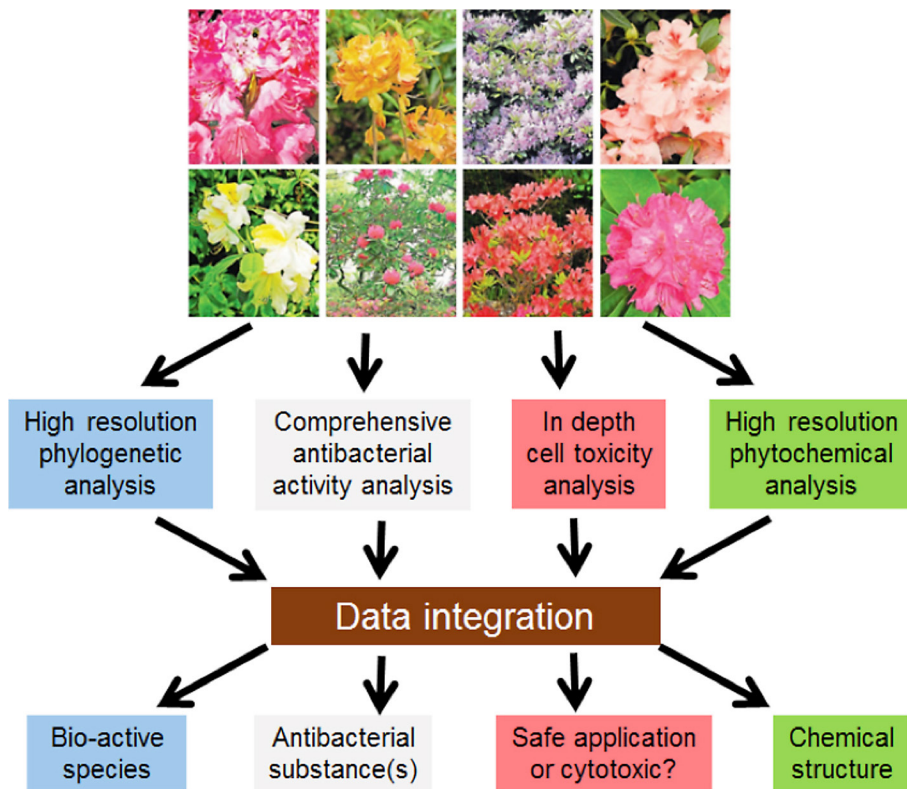 High resolution
phylogenetic
analysis
Comprehensive
antibacterial
activity analysis
In depth
cell toxicity
analysis
High resolution
phytochemical
analysis
Data integration
Bio-active
species
Antibacterial
substance(s)
Safe application
or cytotoxic?
Chemical
structure